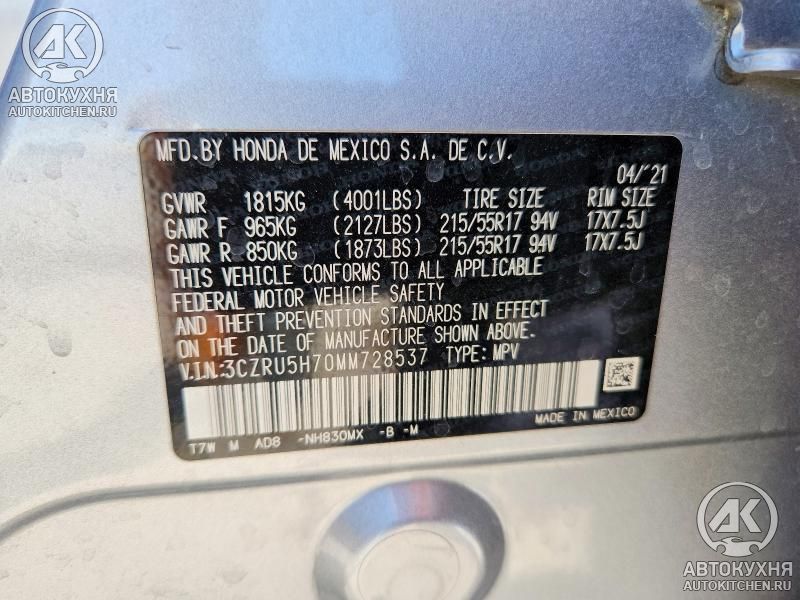 AK
АВТОКУХНЯ
AUTOKITCHEN.RU
MFD.BY HONDA DE MEXICO S.A. DE C.V.
04/'21
GVWR 1815KG (4001LBS) TIRE SIZE RIM SIZE
GAWR F 965KG (2127LBS) 215/55R17 94V 17X7.5J
GAWR R 850KG (1873LBS) 215/55R17 94V 17X7.5J
THIS VEHICLE CONFORMS TO ALL APPLICABLE
FEDERAL MOTOR VEHICLE SAFETY
AND THEFT PREVENTION STANDARDS IN EFFECT
ON THE DATE OF MANUFACTURE SHOWN ABOVE.
V.I.N.:3CZRU5H70MM728537 TYPE: MPV
MADE IN MEXICO
T7W M AD8 -NH830MX -B -M
AK
АВТОКУХНЯ
AUTOKITCHEN.RU